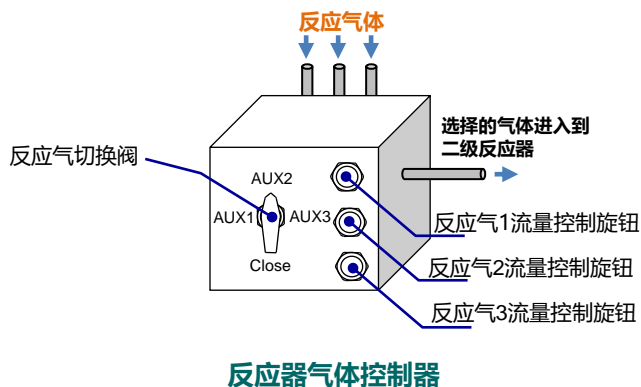 反应气体
选择的气体进入到
二级反应器
反应气切换阀
AUX2
AUX1
AUX3
Close
反应气1流量控制旋钮
反应气2流量控制旋钮
反应气3流量控制旋钮
反应器气体控制器